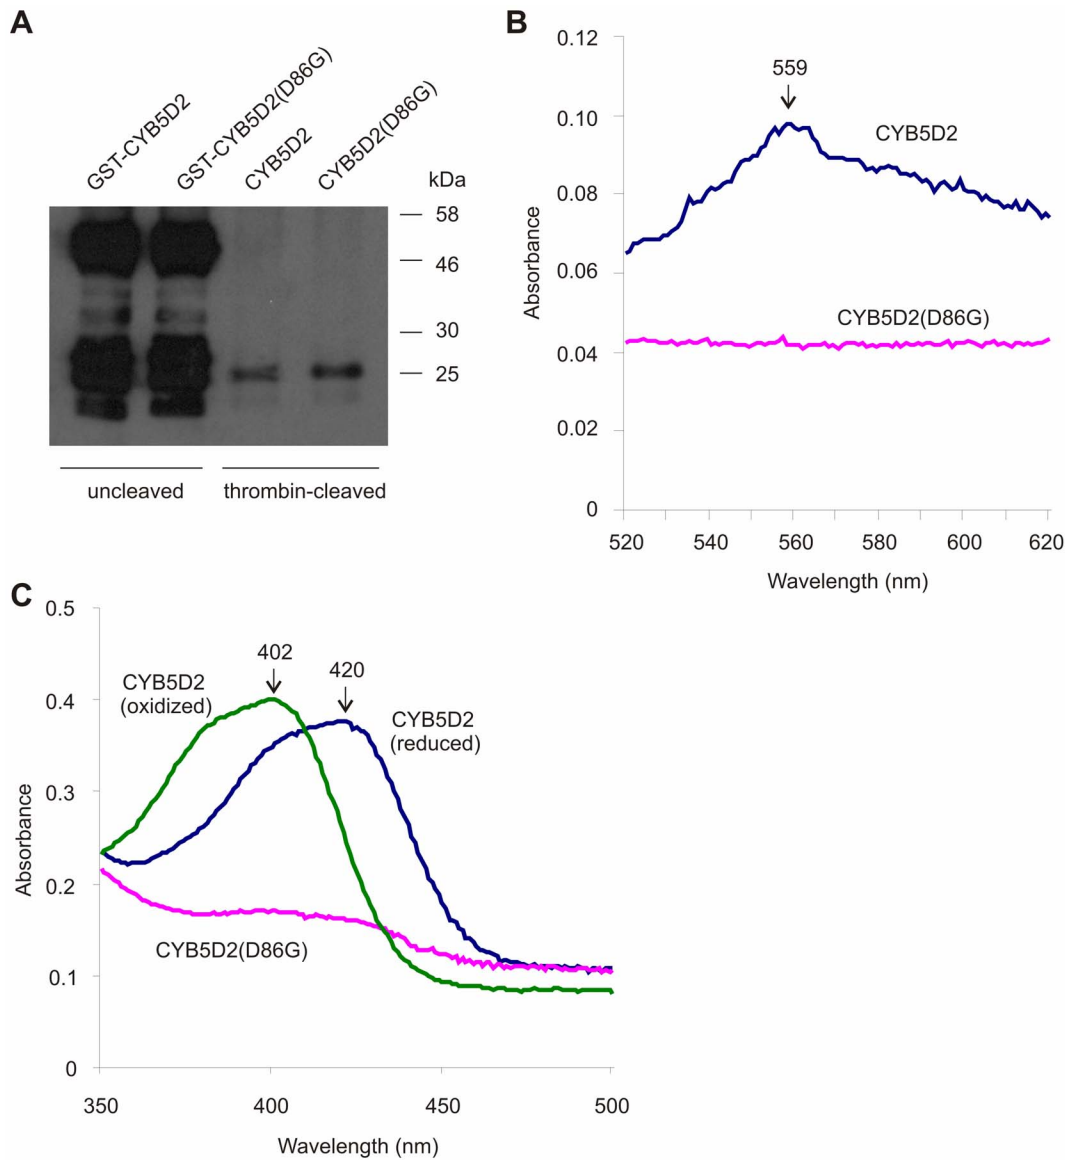 A
GST-CYB5D2
GST-CYB5D2(D86G)
CYB5D2
CYB5D2(D86G)
kDa
58
46
30
25
uncleaved
thrombin-cleaved
B
0.12
0.10
0.08
0.06
0.04
0.02
0
Absorbance
559
CYB5D2
CYB5D2(D86G)
520
540
560
580
600
620
Wavelength (nm)
C
0.5
0.4
0.3
0.2
0.1
0
Absorbance
402
420
CYB5D2
(oxidized)
CYB5D2
(reduced)
CYB5D2(D86G)
350
400
450
500
Wavelength (nm)